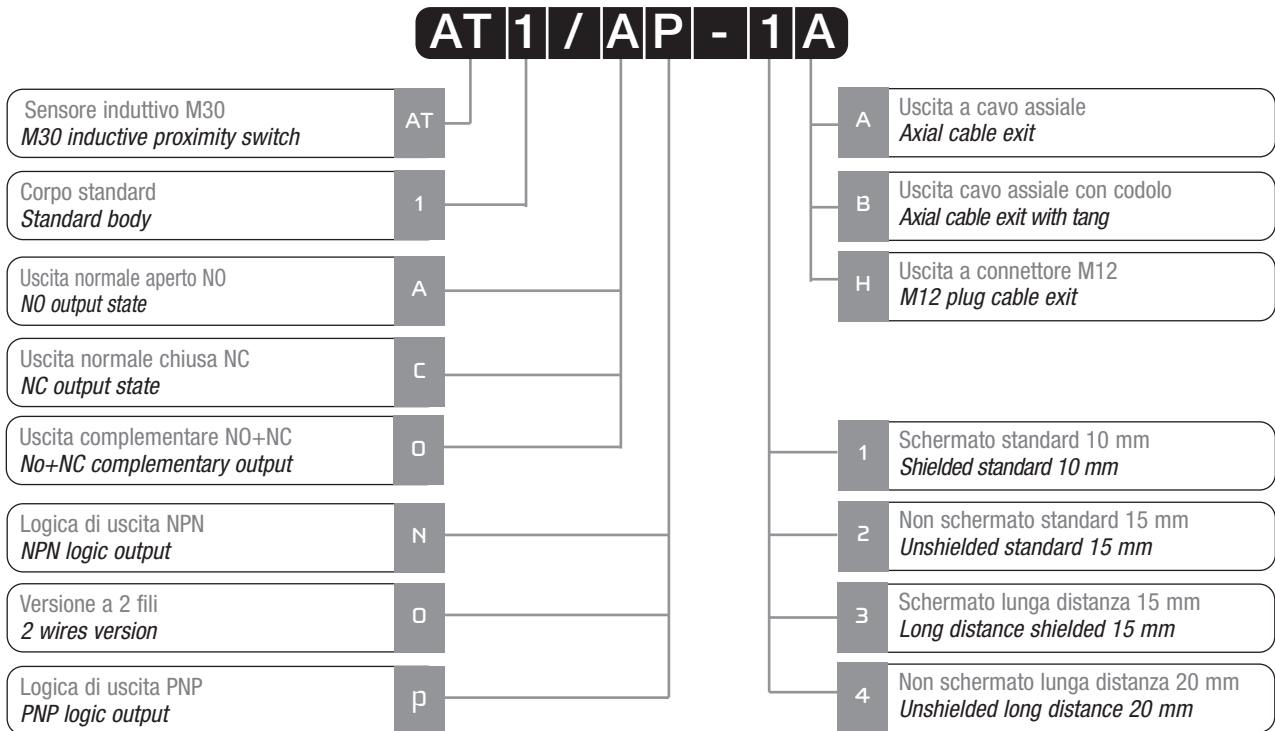 AT1/AP-1A
Sensore induttivo M30
M30 inductive proximity switch
AT
Corpo standard
Standard body
1
Uscita normale aperto NO
NO output state
A
Uscita normale chiusa NC
NC output state
C
Uscita complementare NO+NC
No+NC complementary output
0
Logica di uscita NPN
NPN logic output
N
Versione a 2 fili
2 wires version
0
Logica di uscita PNP
PNP logic output
p
A
Uscita a cavo assiale
Axial cable exit
B
Uscita cavo assiale con codolo
Axial cable exit with tang
H
Uscita a connettore M12
M12 plug cable exit
1
Schermato standard 10 mm
Shielded standard 10 mm
2
Non schermato standard 15 mm
Unshielded standard 15 mm
3
Schermato lunga distanza 15 mm
Long distance shielded 15 mm
4
Non schermato lunga distanza 20 mm
Unshielded long distance 20 mm